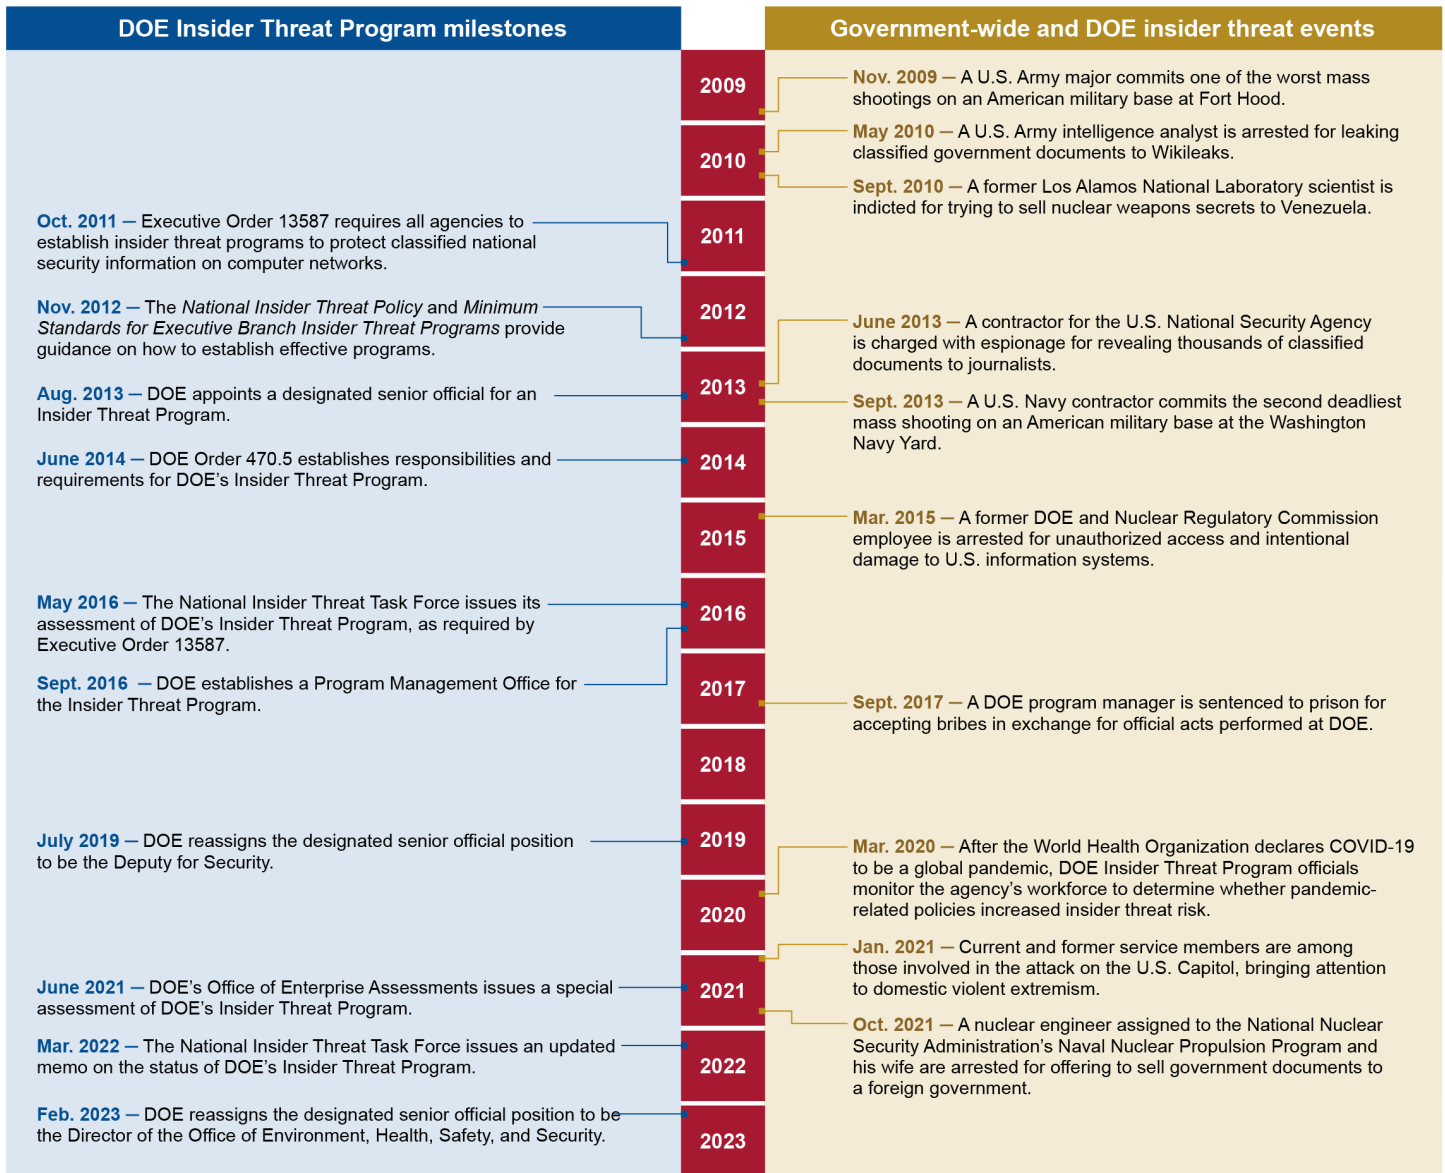 DOE Insider Threat Program milestones
Oct. 2011 — Executive Order 13587 requires all agencies to
establish insider threat programs to protect classified national
security information on computer networks.
Nov. 2012 — The National Insider Threat Policy and Minimum
Standards for Executive Branch Insider Threat Programs provide
guidance on how to establish effective programs.
Aug. 2013 — DOE appoints a designated senior official for an
Insider Threat Program.
June 2014 — DOE Order 470.5 establishes responsibilities and
requirements for DOE’s Insider Threat Program.
May 2016 — The National Insider Threat Task Force issues its
assessment of DOE’s Insider Threat Program, as required by
Executive Order 13587.
Sept. 2016 — DOE establishes a Program Management Office for
the Insider Threat Program.
July 2019 — DOE reassigns the designated senior official position
to be the Deputy for Security.
June 2021 — DOE’s Office of Enterprise Assessments issues a special
assessment of DOE’s Insider Threat Program.
Mar. 2022 — The National Insider Threat Task Force issues an updated
memo on the status of DOE’s Insider Threat Program.
Feb. 2023 — DOE reassigns the designated senior official position to be
the Director of the Office of Environment, Health, Safety, and Security.
2009
2010
2011
2012
2013
2014
2015
2016
2017
2018
2019
2020
2021
2022
2023
Government-wide and DOE insider threat events
Nov. 2009 — A U.S. Army major commits one of the worst mass
shootings on an American military base at Fort Hood.
May 2010 — A U.S. Army intelligence analyst is arrested for leaking
classified government documents to Wikileaks.
Sept. 2010 — A former Los Alamos National Laboratory scientist is
indicted for trying to sell nuclear weapons secrets to Venezuela.
June 2013 — A contractor for the U.S. National Security Agency
is charged with espionage for revealing thousands of classified
documents to journalists.
Sept. 2013 — A U.S. Navy contractor commits the second deadliest
mass shooting on an American military base at the Washington
Navy Yard.
Mar. 2015 — A former DOE and Nuclear Regulatory Commission
employee is arrested for unauthorized access and intentional
damage to U.S. information systems.
Sept. 2017 — A DOE program manager is sentenced to prison for
accepting bribes in exchange for official acts performed at DOE.
Mar. 2020 — After the World Health Organization declares COVID-19
to be a global pandemic, DOE Insider Threat Program officials
monitor the agency’s workforce to determine whether pandemic-
related policies increased insider threat risk.
Jan. 2021 — Current and former service members are among
those involved in the attack on the U.S. Capitol, bringing attention
to domestic violent extremism.
Oct. 2021 — A nuclear engineer assigned to the National Nuclear
Security Administration’s Naval Nuclear Propulsion Program and
his wife are arrested for offering to sell government documents to
a foreign government.